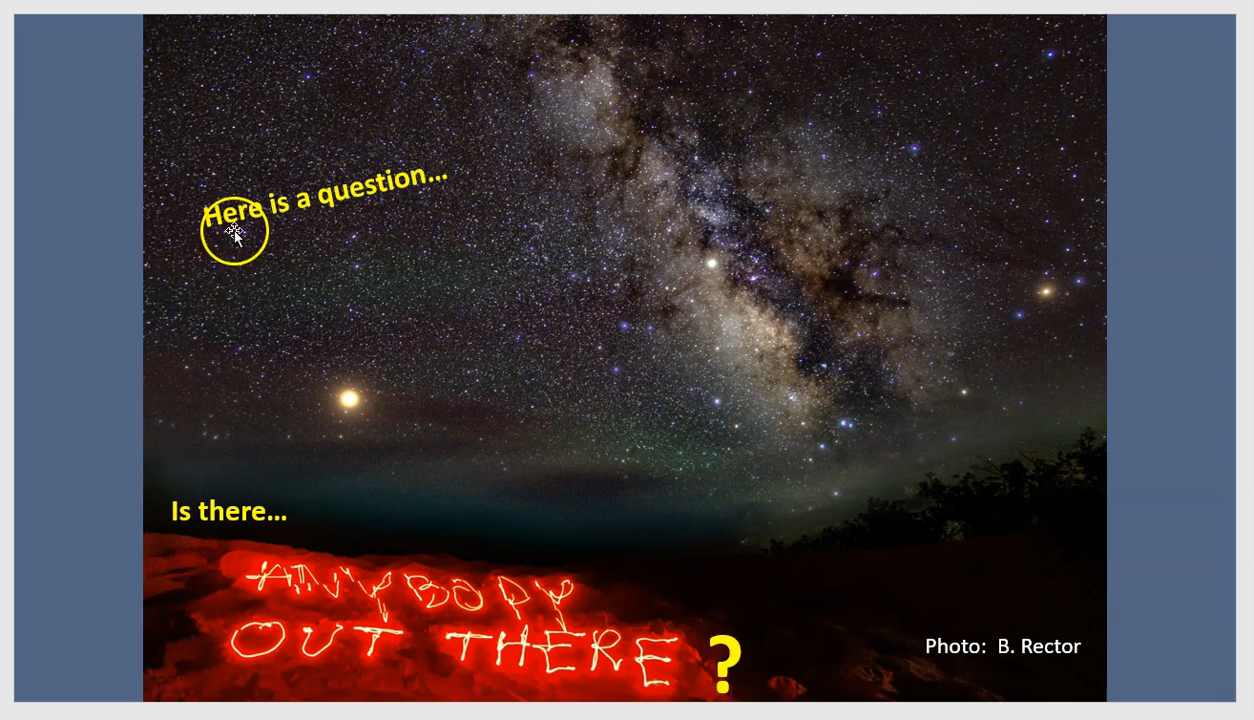 Here is a question...
Is there...
ANYBODY
OUT THERE
?
Photo: B. Rector